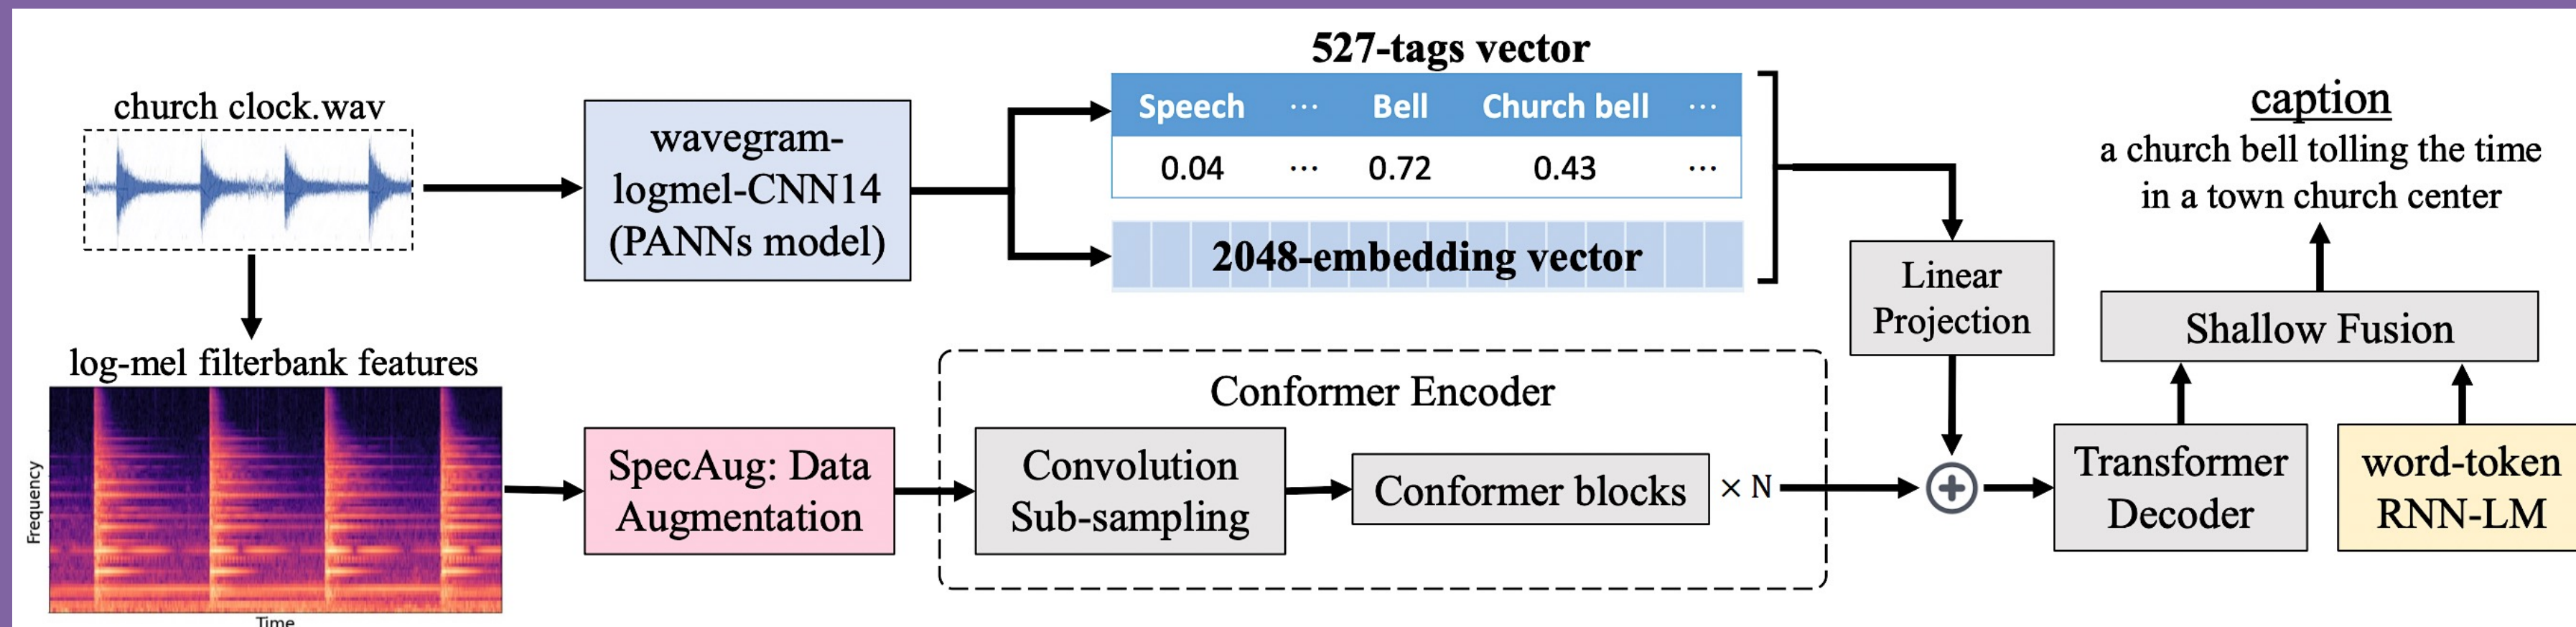 church clock.wav
wavegram-
logmel-CNN14
(PANNs model)
527-tags vector
Speech ... Bell Church bell ...
0.04 ... 0.72 0.43 ...
2048-embedding vector
Linear
Projection
caption
a church bell tolling the time
in a town church center
Shallow Fusion
log-mel filterbank features
Frequency
Time
SpecAug: Data
Augmentation
Conformer Encoder
Convolution
Sub-sampling
Conformer blocks × N
+
Transformer
Decoder
word-token
RNN-LM